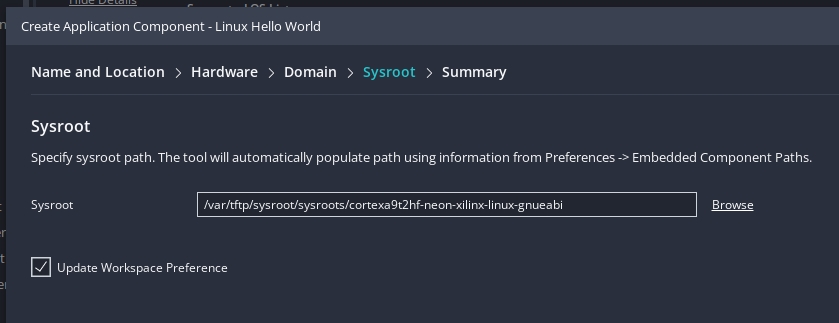 Hide Details
Create Application Component - Linux Hello World
Name and Location > Hardware > Domain > Sysroot > Summary
Sysroot
Specify sysroot path. The tool will automatically populate path using information from Preferences -> Embedded Component Paths.
Sysroot /var/tftp/sysroot/sysroots/cortexa9t2hf-neon-xilinx-linux-gnueabi Browse
Update Workspace Preference